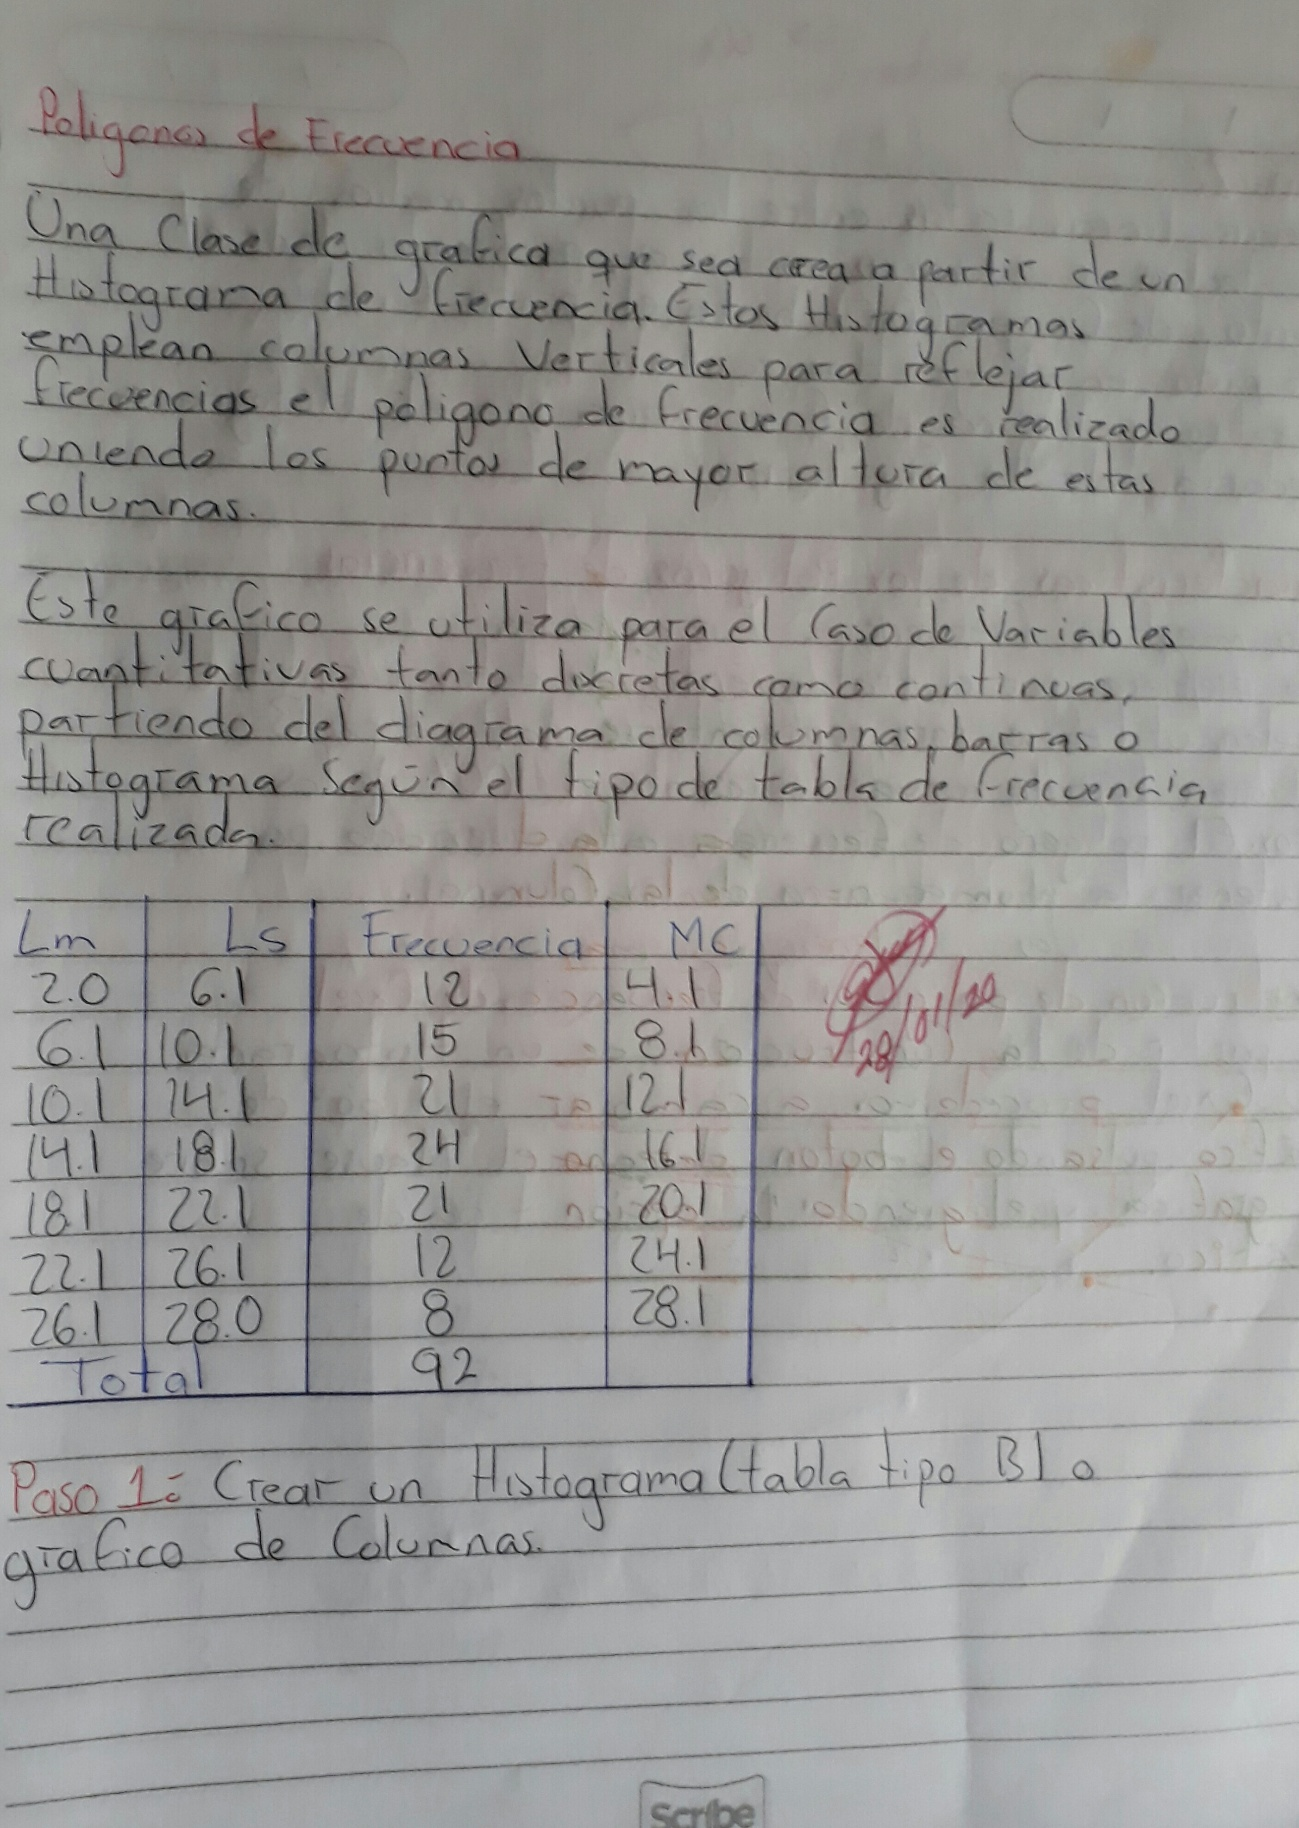 Poligonos de Frecuencia
Una Clase de grafica que sea crea a partir de un
Histograma de frecuencia. Estos Histogramas
emplean columnas Verticales para reflejar
frecuencias el poligono de frecuencia es realizado
uniendo los puntos de mayor altura de estas
columnas.
Este grafico se utiliza para el Caso de Variables
cuantitativas tanto discretas como continuas,
partiendo del diagrama de columnas, barras o
Histograma Según el tipo de tabla de frecuencia
realizada.
Lm Ls Frecuencia MC
2.0 6.1 12 4.1
6.1 10.1 15 8.1
10.1 14.1 21 12.1
14.1 18.1 24 16.1
18.1 22.1 21 20.1
22.1 26.1 12 24.1
26.1 28.0 8 28.1
Total 92
28/01/20
Paso 1: Crear un Histograma (tabla tipo B) o
grafico de Columnas.
Scribe